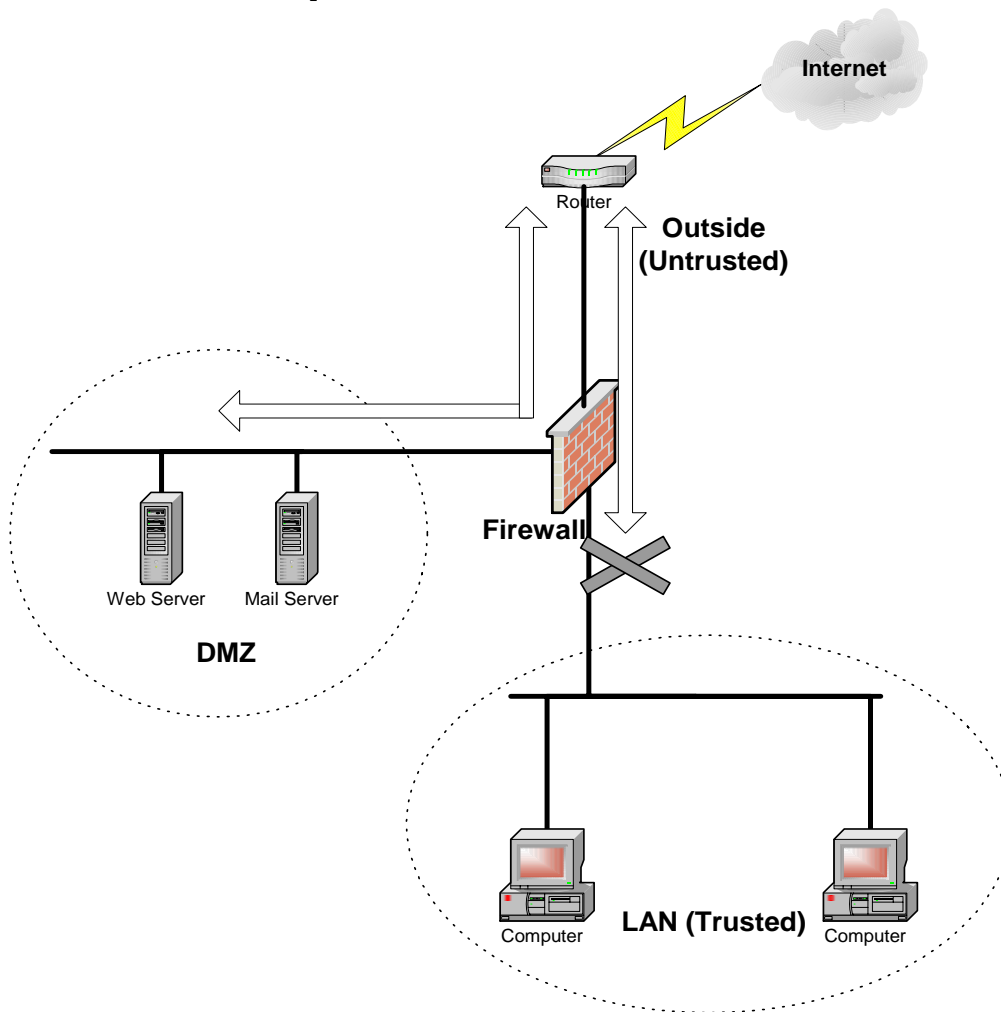 Internet
Router
Outside
(Untrusted)
Firewall
Web Server
Mail Server
DMZ
Computer
LAN (Trusted)
Computer